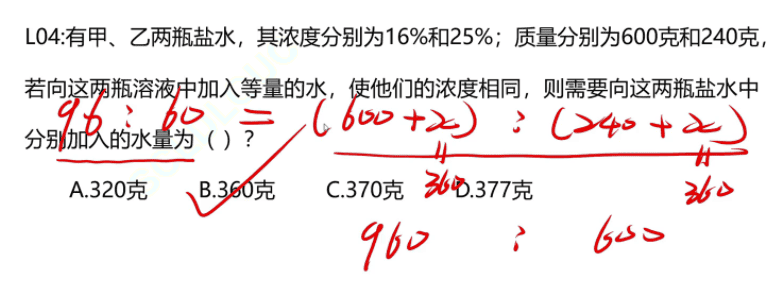 L04:有甲、乙两瓶盐水，其浓度分别为16%和25%；质量分别为600克和240克，
若向这两瓶溶液中加入等量的水，使他们的浓度相同，则需要向这两瓶盐水中
96 : 60 = (600+x) : (240+x)
分别加入的水量为（ ）？
A.320克 B.360克 C.370克 D.377克
360 360
960 : 600